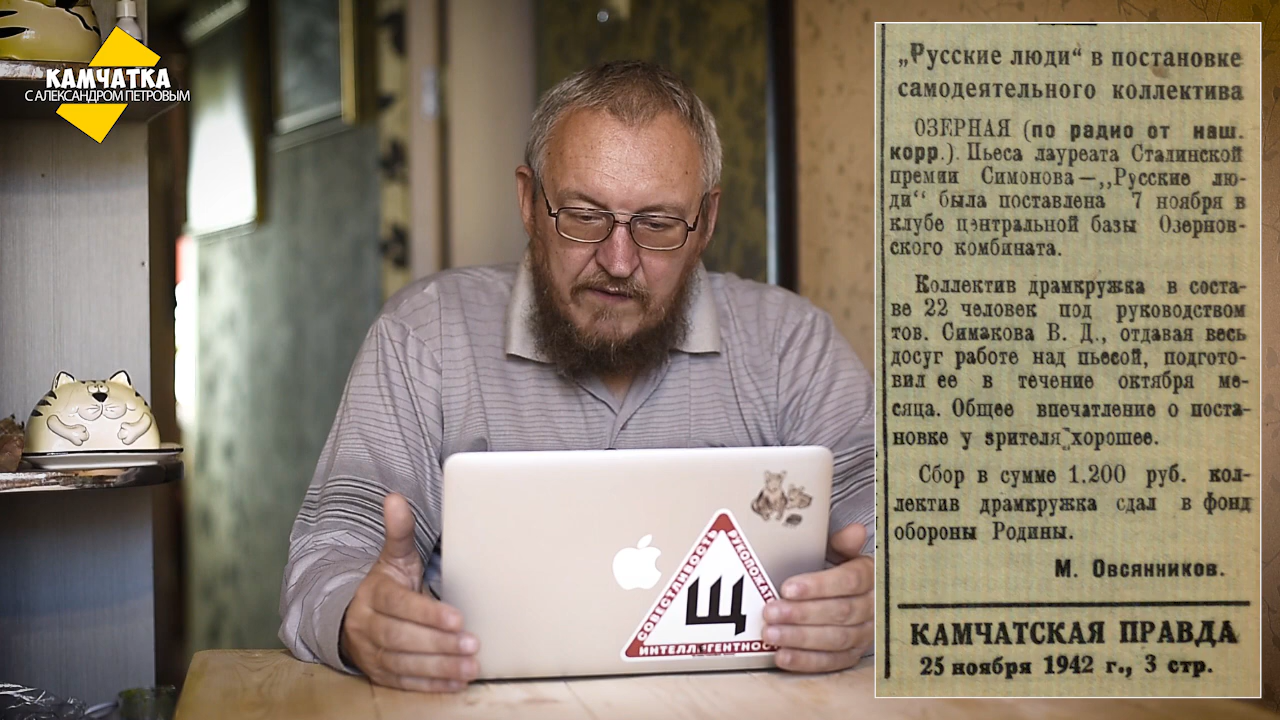 КАМЧАТКА
С АЛЕКСАНДРОМ ПЕТРОВЫМ
„Русские люди“ в постановке
самодеятельного коллектива
ОЗЕРНАЯ (по радио от наш.
корр.). Пьеса лауреата Сталинской
премии Симонова—„Русские лю-
ди“ была поставлена 7 ноября в
клубе центральной базы Озернов-
ского комбината.
Коллектив драмкружка в соста-
ве 22 человек под руководством
тов. Симакова В. Д., отдавая весь
досуг работе над пьесой, подгото-
вил ее в течение октября ме-
сяца. Общее впечатление о поста-
новке у зрителя хорошее.
Сбор в сумме 1.200 руб. кол-
лектив драмкружка сдал в фонд
обороны Родины.
М. Овсянников.
КАМЧАТСКАЯ ПРАВДА
25 ноября 1942 г., 3 стр.
СОВЕСТЛИВОСТЬ
Щ